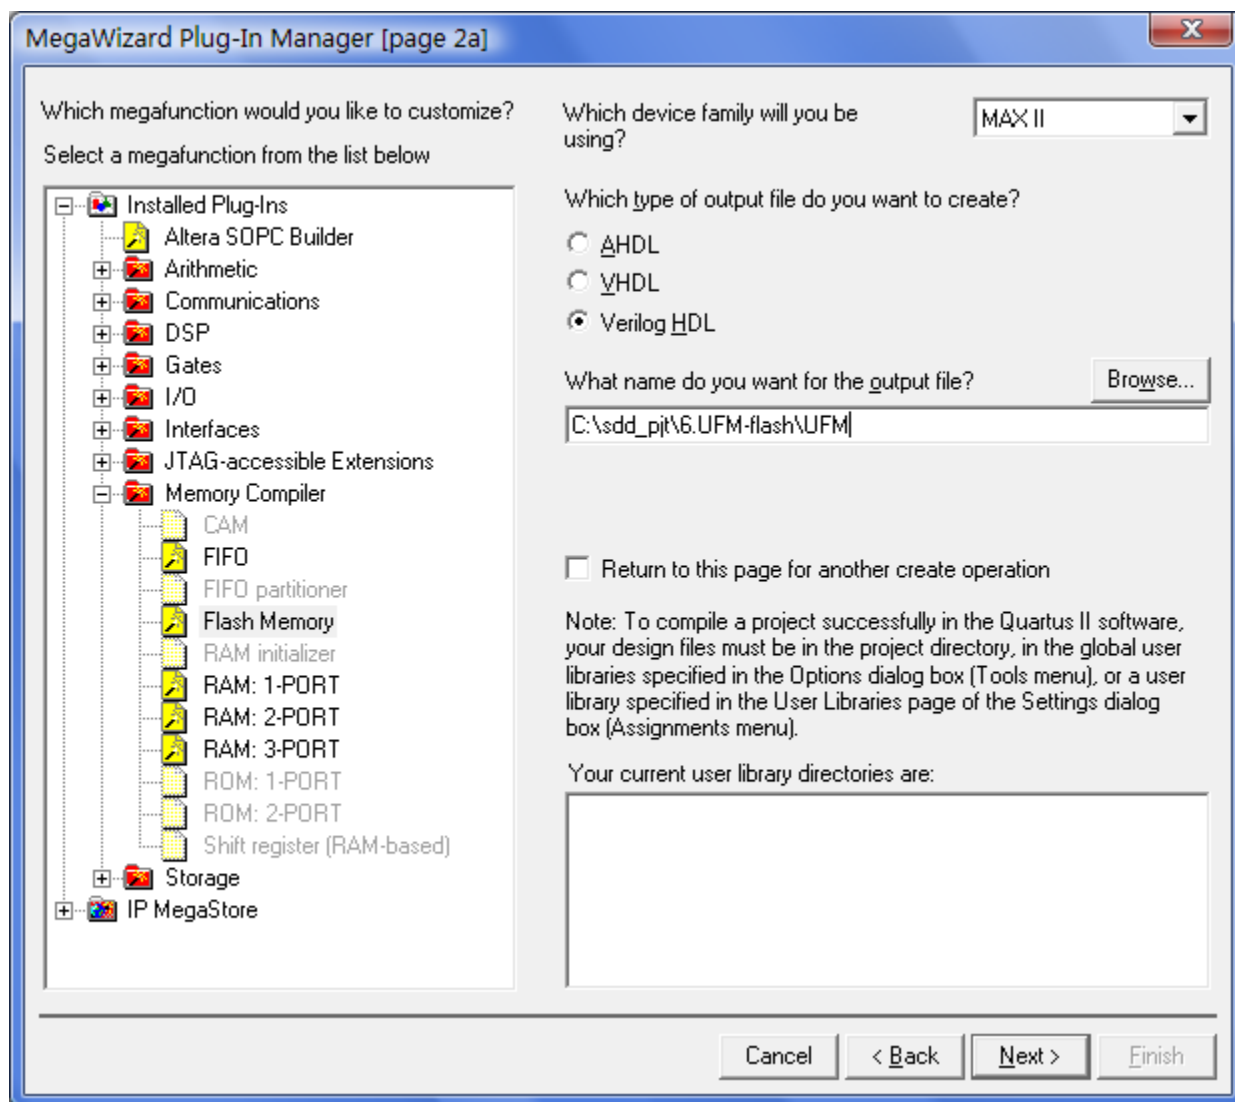 MegaWizard Plug-In Manager [page 2a]
Which megafunction would you like to customize?
Select a megafunction from the list below
Installed Plug-Ins
Altera SOPC Builder
Arithmetic
Communications
DSP
Gates
I/O
Interfaces
JTAG-accessible Extensions
Memory Compiler
CAM
FIFO
FIFO partitioner
Flash Memory
RAM initializer
RAM: 1-PORT
RAM: 2-PORT
RAM: 3-PORT
ROM: 1-PORT
ROM: 2-PORT
Shift register (RAM-based)
Storage
IP MegaStore
Which device family will you be
using?
MAX II
Which type of output file do you want to create?
AHDL
VHDL
Verilog HDL
What name do you want for the output file?
Browse...
C:\sdd_pjt\6.UFM-flash\UFM
Return to this page for another create operation
Note: To compile a project successfully in the Quartus II software,
your design files must be in the project directory, in the global user
libraries specified in the Options dialog box (Tools menu), or a user
library specified in the User Libraries page of the Settings dialog
box (Assignments menu).
Your current user library directories are:
Cancel
< Back
Next >
Finish